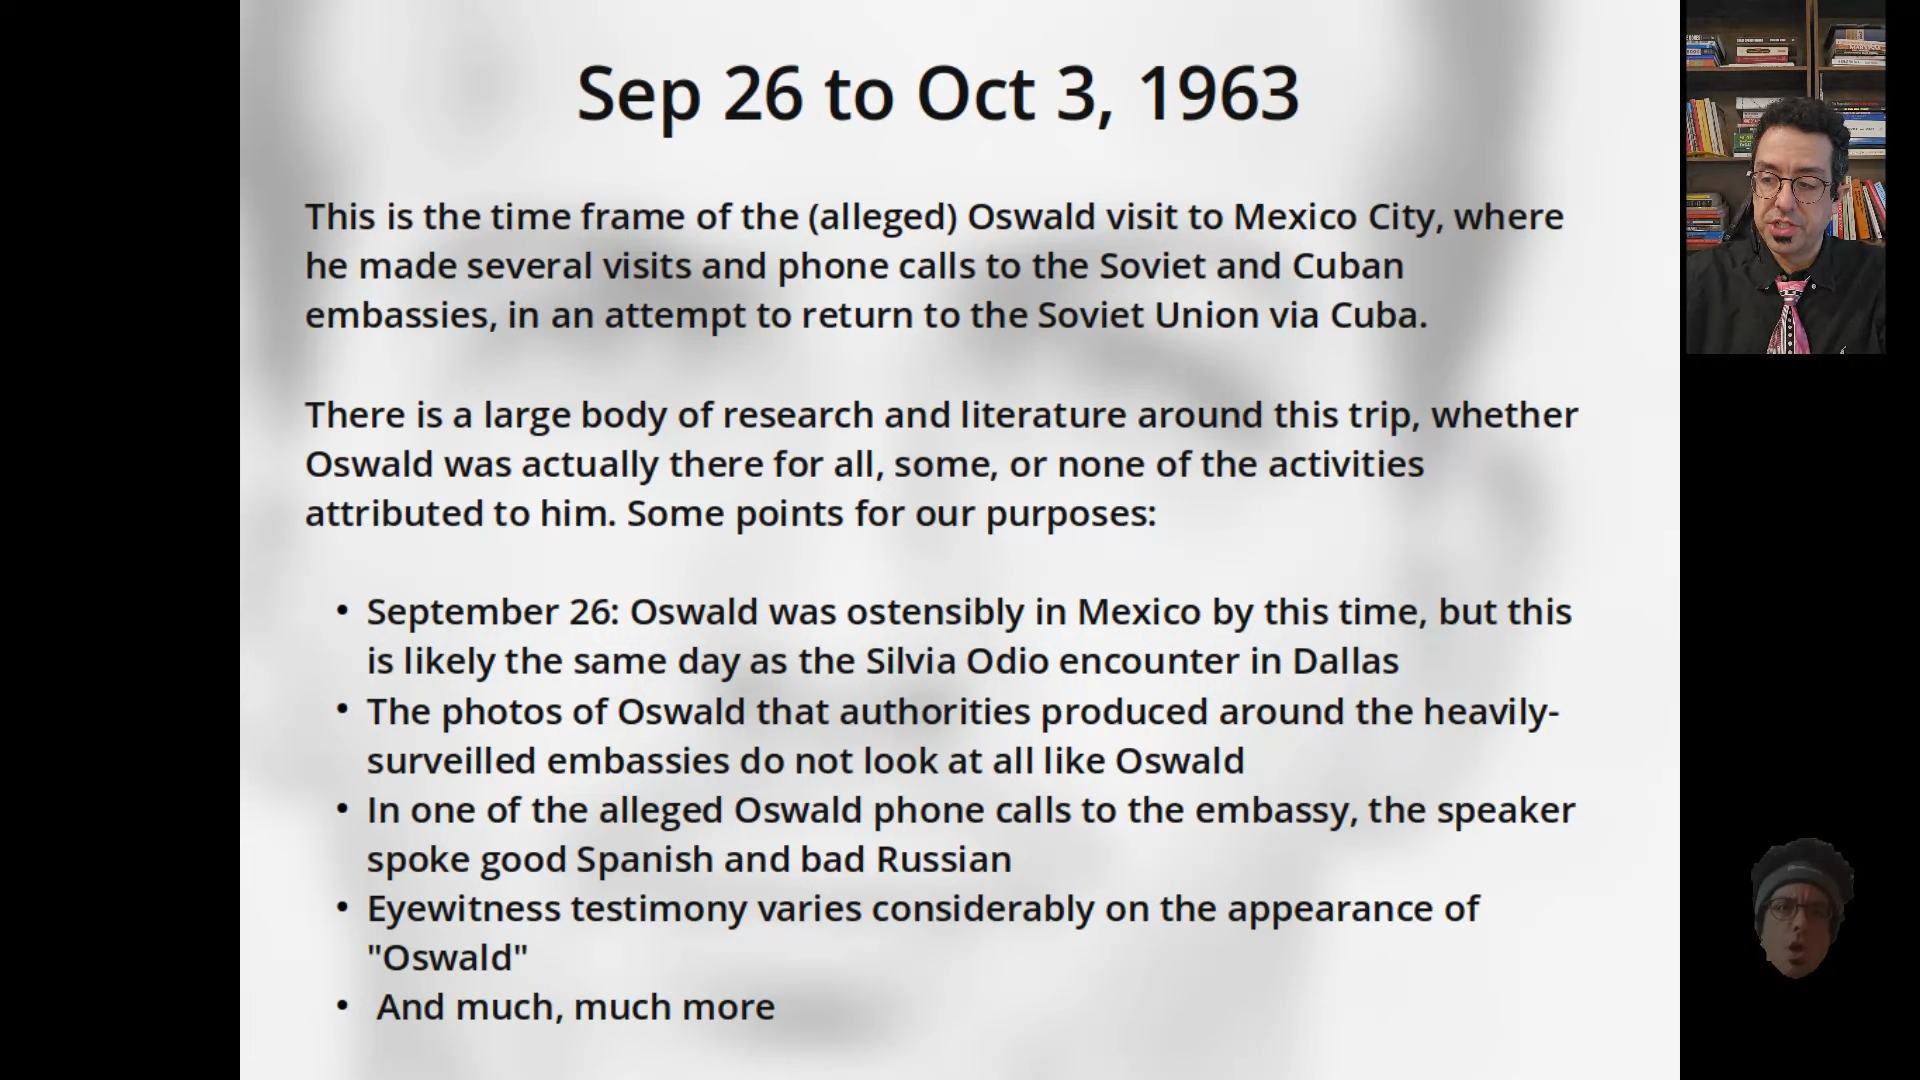 Sep 26 to Oct 3, 1963
This is the time frame of the (alleged) Oswald visit to Mexico City, where
he made several visits and phone calls to the Soviet and Cuban
embassies, in an attempt to return to the Soviet Union via Cuba.
There is a large body of research and literature around this trip, whether
Oswald was actually there for all, some, or none of the activities
attributed to him. Some points for our purposes:
• September 26: Oswald was ostensibly in Mexico by this time, but this
is likely the same day as the Silvia Odio encounter in Dallas
• The photos of Oswald that authorities produced around the heavily-
surveilled embassies do not look at all like Oswald
• In one of the alleged Oswald phone calls to the embassy, the speaker
spoke good Spanish and bad Russian
• Eyewitness testimony varies considerably on the appearance of
"Oswald"
• And much, much more